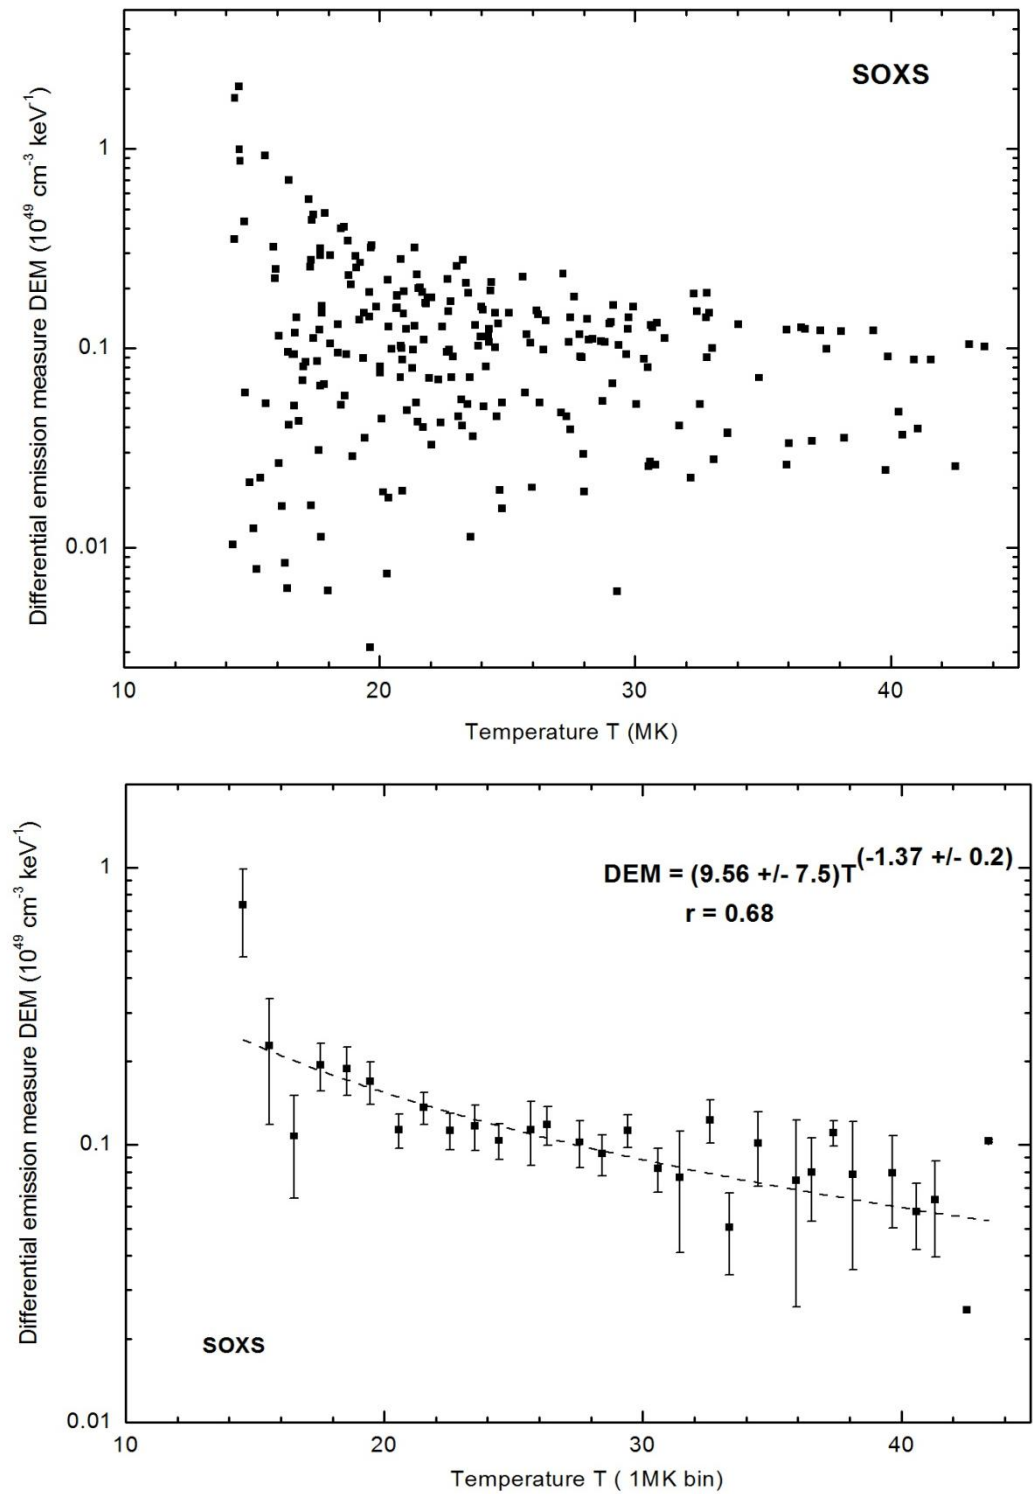 SOXS
1
0.1
0.01
Differential emission measure DEM (10^49 cm^-3 keV^-1)
10 20 30 40
Temperature T (MK)
DEM = (9.56 +/- 7.5)T^(-1.37 +/- 0.2)
r = 0.68
1
0.1
0.01
Differential emission measure DEM (10^49 cm^-3 keV^-1)
SOXS
10 20 30 40
Temperature T ( 1MK bin)